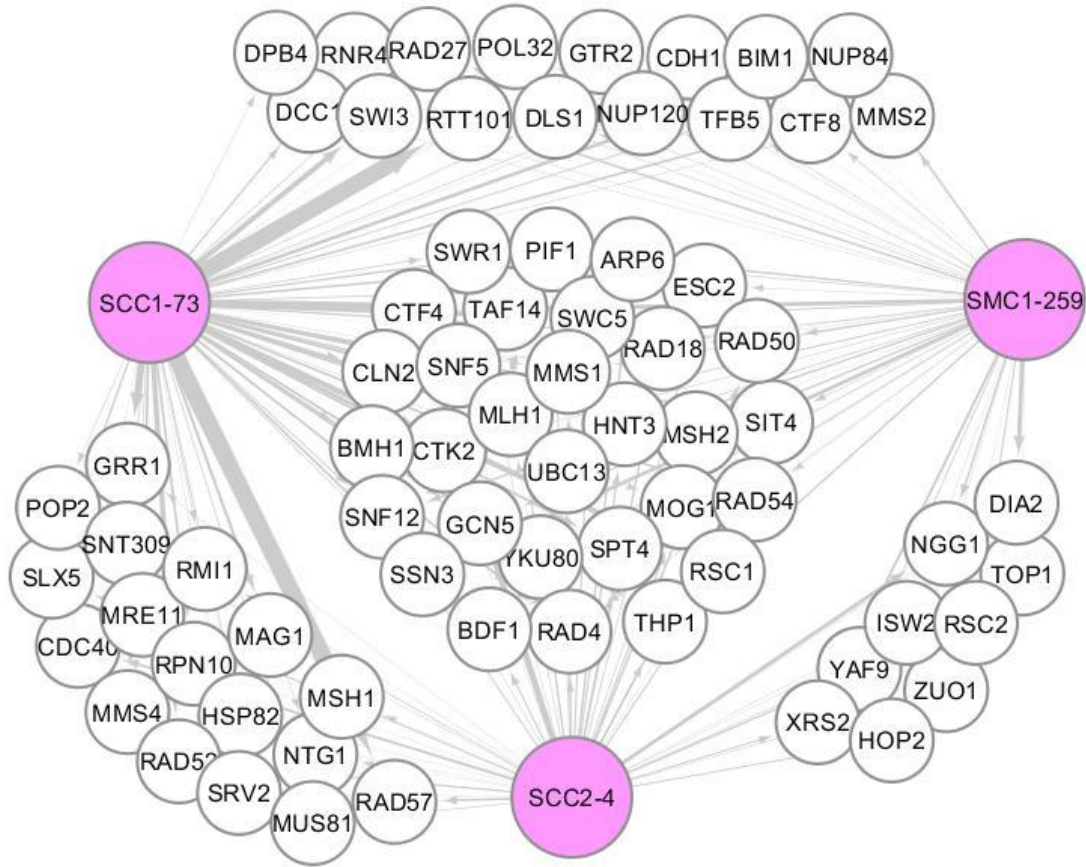 DPB4
RNR4
RAD27
POL32
GTR2
CDH1
BIM1
NUP84
DCC1
SWI3
RTT101
DLS1
NUP120
TFB5
CTF8
MMS2
SCC1-73
SMC1-259
SWR1
PIF1
ARP6
ESC2
CTF4
TAF14
SWC5
RAD18
RAD50
CLN2
SNF5
MMS1
MLH1
HNT3
MSH2
SIT4
BMH1
CTK2
UBC13
SNF12
GCN5
MOG1
RAD54
SSN3
YKU80
SPT4
RSC1
BDF1
RAD4
THP1
GRR1
POP2
SNT309
SLX5
RMI1
MRE11
CDC40
RPN10
MAG1
MMS4
HSP82
MSH1
NTG1
SRV2
MUS81
RAD57
SCC2-4
DIA2
NGG1
TOP1
ISW2
RSC2
YAF9
ZUO1
XRS2
HOP2